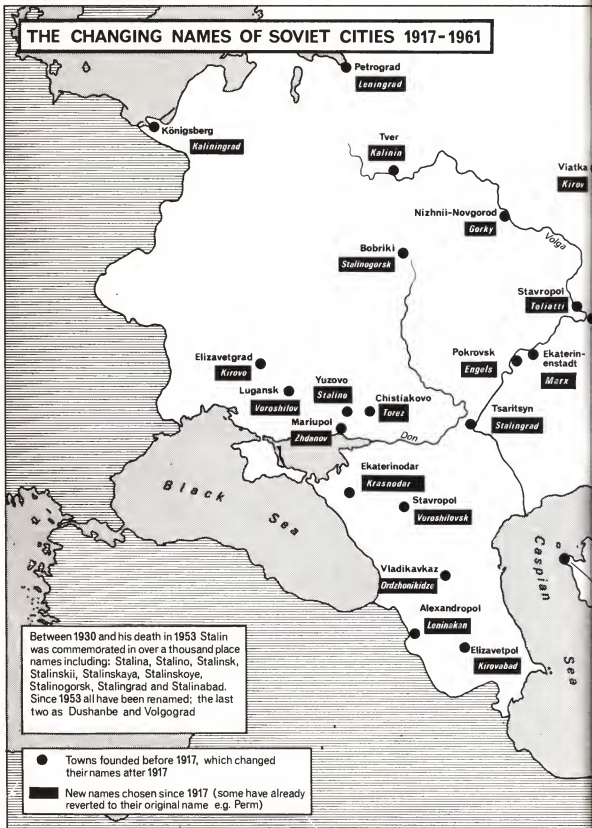 THE CHANGING NAMES OF SOVIET CITIES 1917-1961
Petrograd
Leningrad
Königsberg
Kaliningrad
Tver
Kalinin
Viatka
Kirov
Nizhnii-Novgorod
Gorky
Volga
Bobriki
Stalinogorsk
Stavropol
Toliatti
Elizavetgrad
Kirovo
Pokrovsk
Engels
Ekaterin-
enstadt
Marx
Lugansk
Voroshilov
Yuzovo
Stalino
Chistiakovo
Torez
Tsaritsyn
Stalingrad
Mariupol
Zhdanov
Don
Ekaterinodar
Krasnodar
Stavropol
Voroshilovsk
Black Sea
Caspian Sea
Vladikavkaz
Ordzhonikidze
Alexandropol
Leninakan
Elizavetpol
Kirovabad
Between 1930 and his death in 1953 Stalin
was commemorated in over a thousand place
names including: Stalina, Stalino, Stalinsk,
Stalinskii, Stalinskaya, Stalinskoye,
Stalinogorsk, Stalingrad and Stalinabad.
Since 1953 all have been renamed; the last
two as Dushanbe and Volgograd
Towns founded before 1917, which changed
their names after 1917
New names chosen since 1917 (some have already
reverted to their original name e.g. Perm)